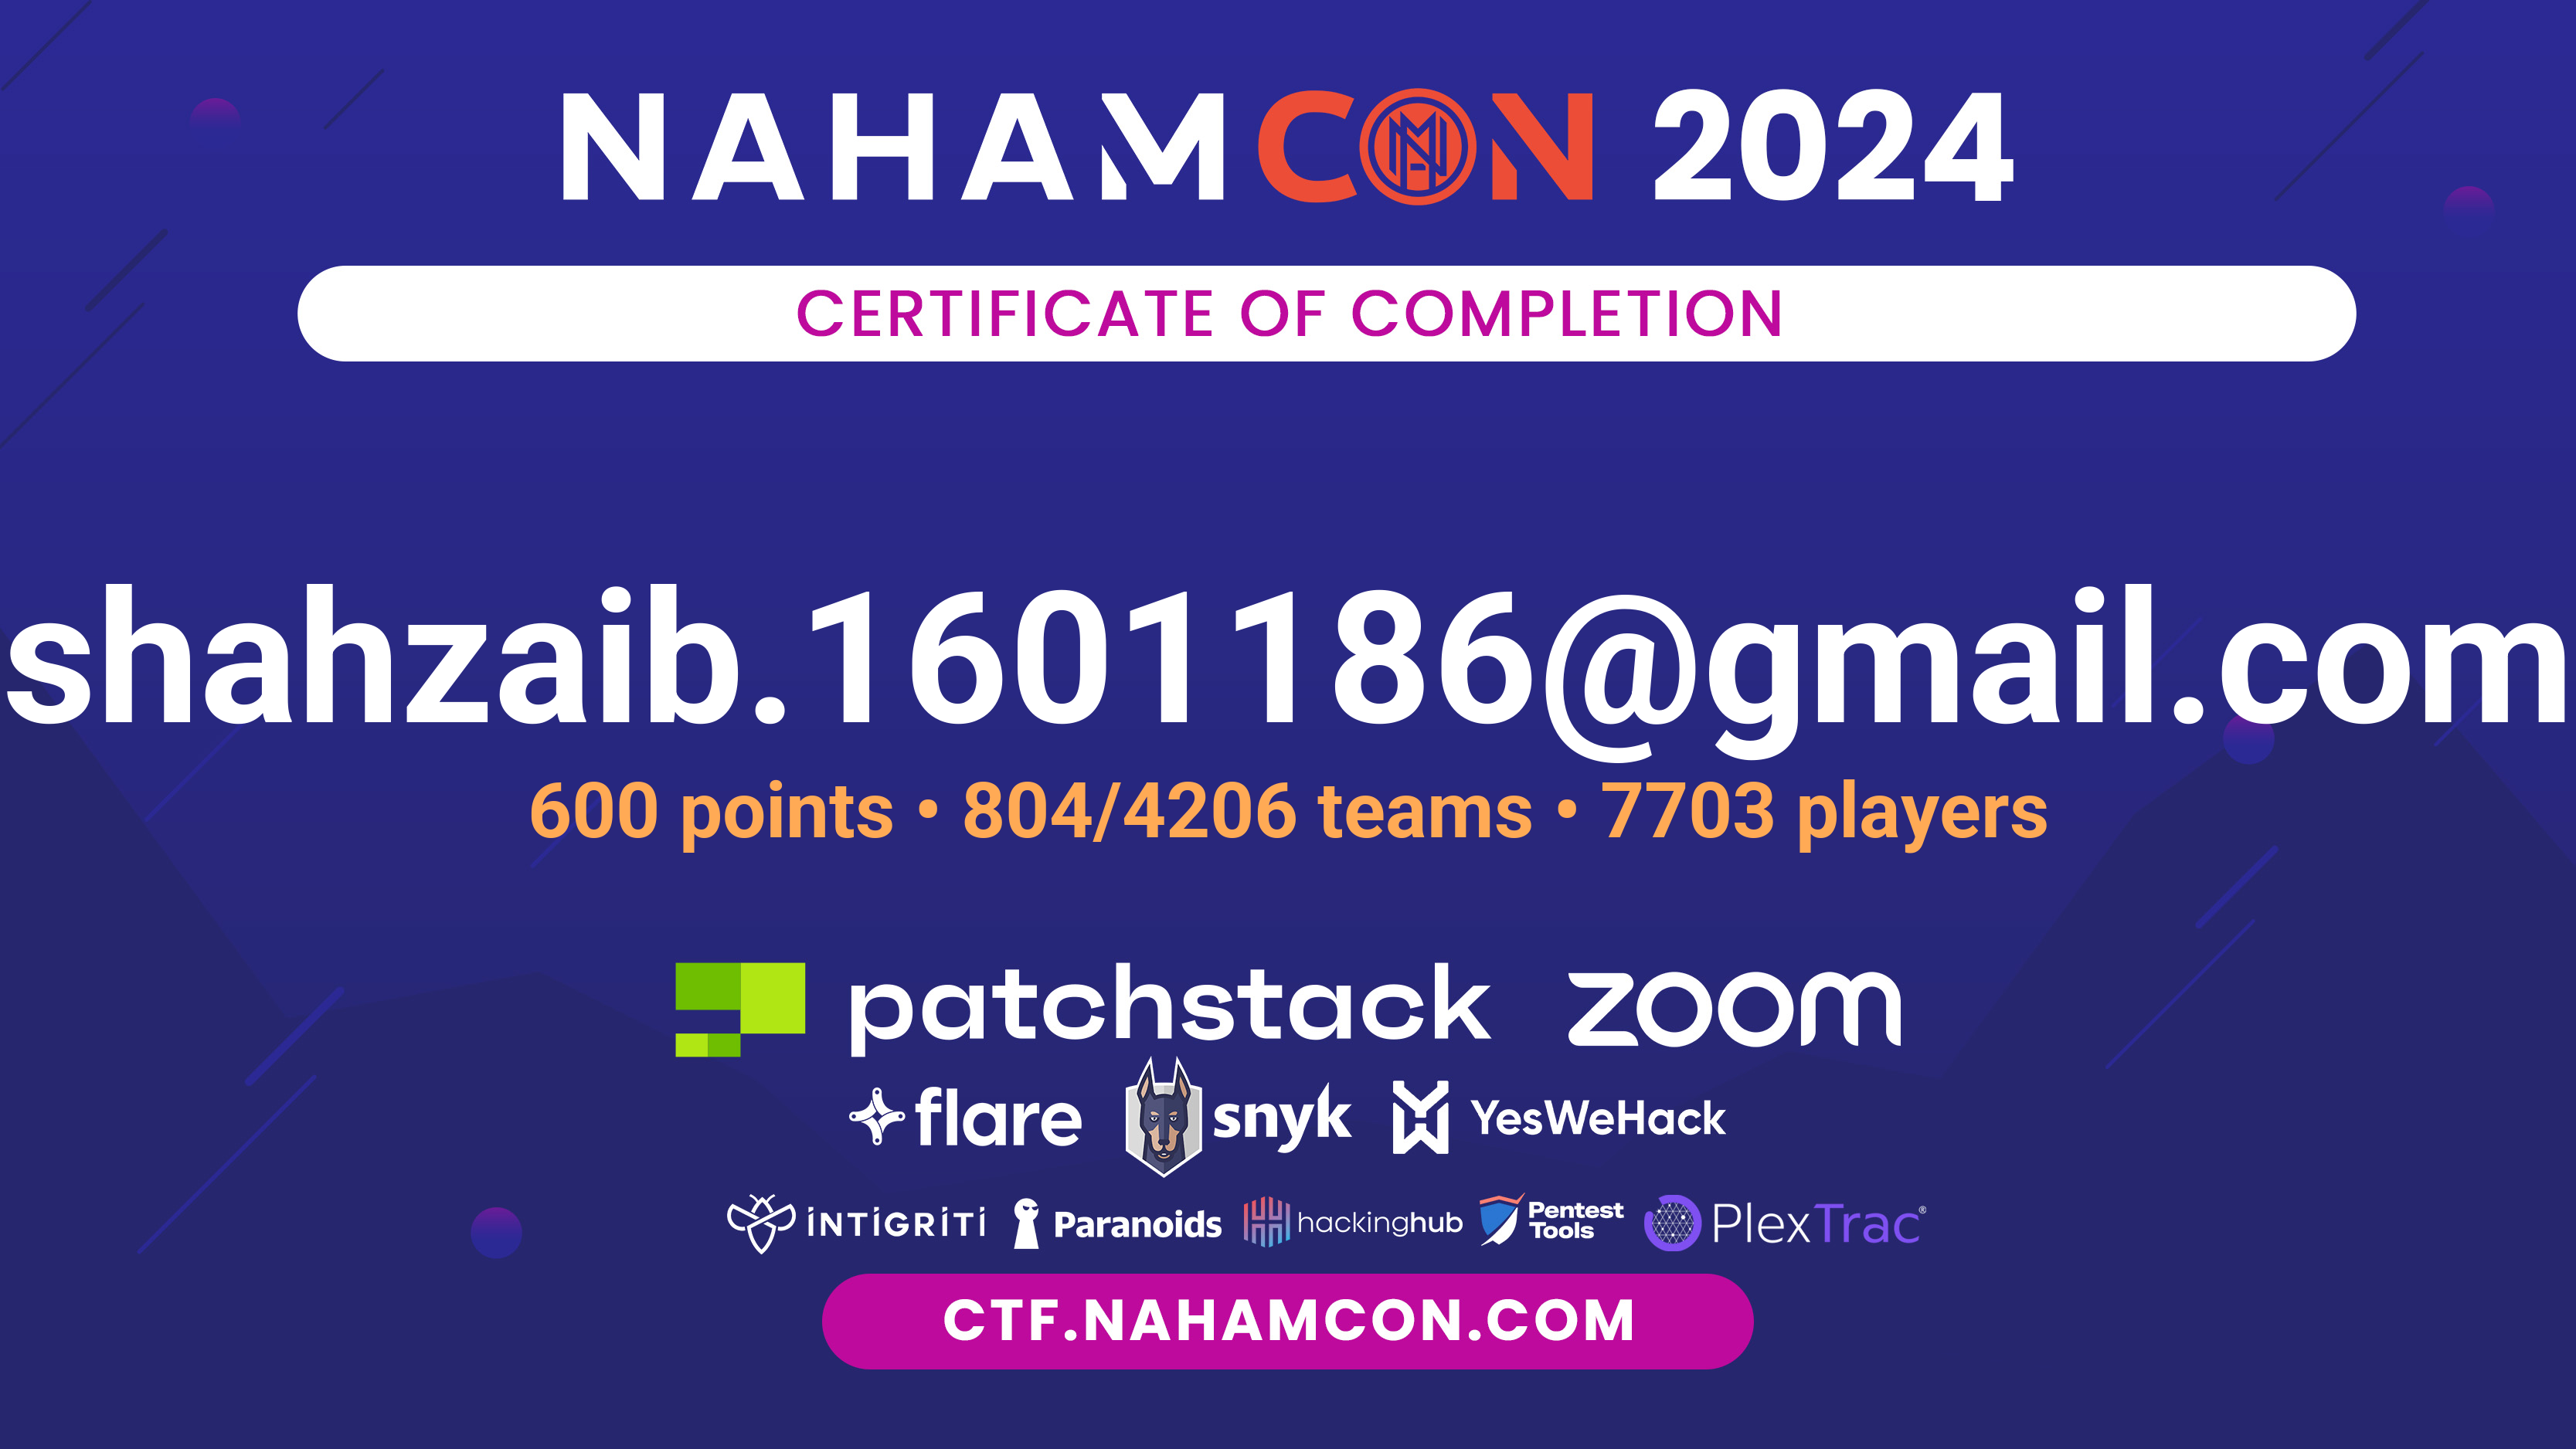 NAHAMCON 2024
CERTIFICATE OF COMPLETION
shahzaib.1601186@gmail.com
600 points • 804/4206 teams • 7703 players
patchstack zoom
flare snyk YesWeHack
INTIGRITI Paranoids hackinghub Pentest Tools PlexTrac®
CTF.NAHAMCON.COM